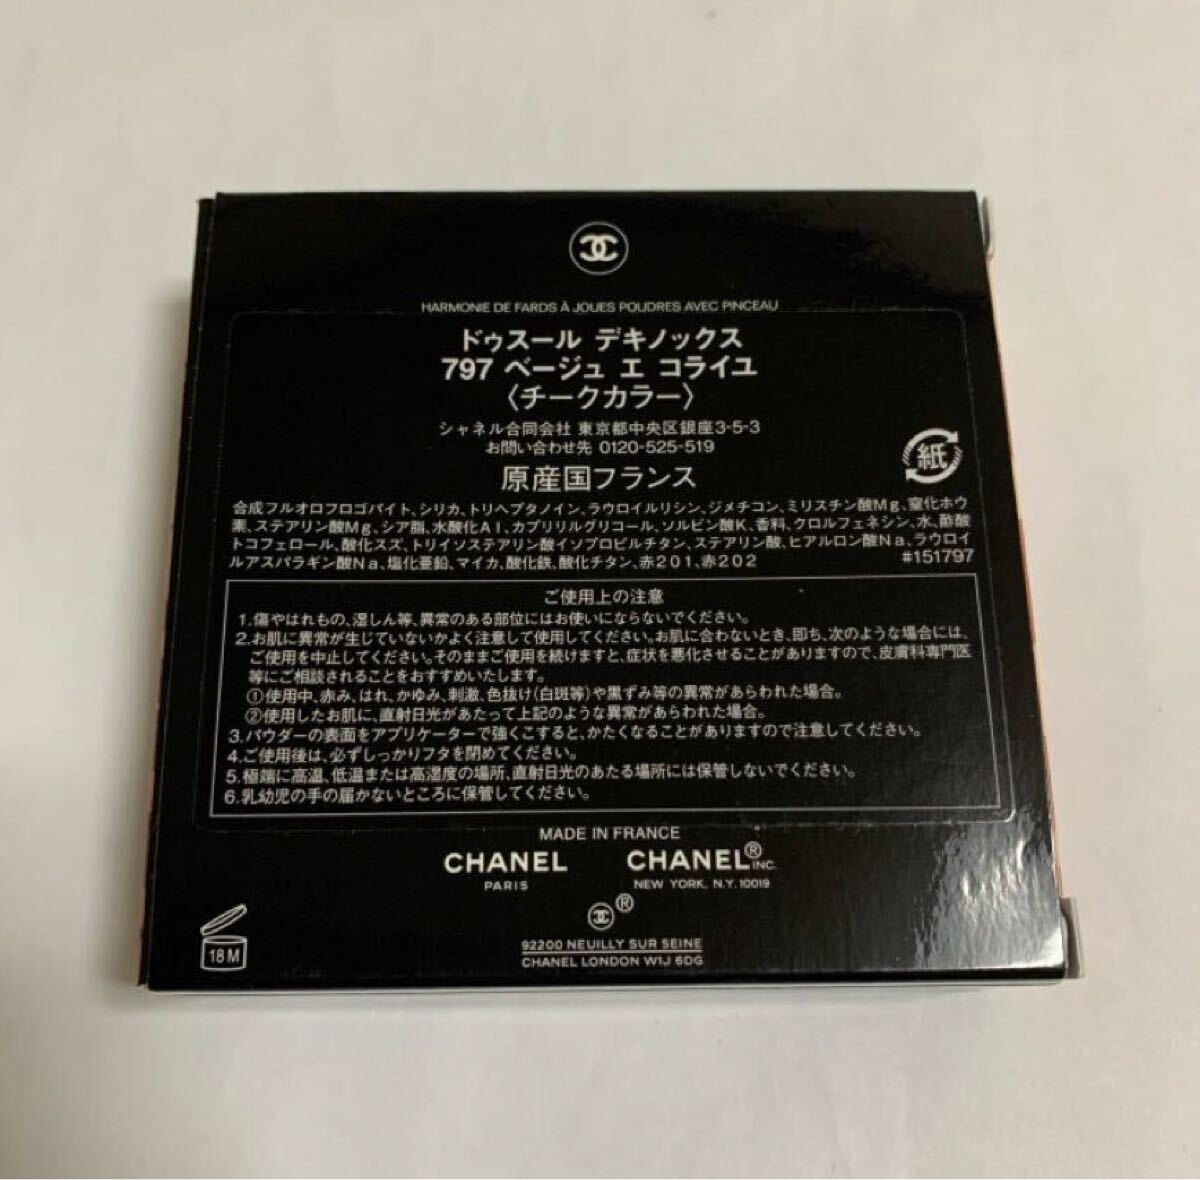 HARMONIE DE FARDS À JOUES POUDRES AVEC PINCEAU
ドゥスール デキノックス
797 ベージュ エ コライユ
〈チークカラー〉
シャネル合同会社 東京都中央区銀座3-5-3
お問い合わせ先 0120-525-519
紙
原産国フランス
合成フルオロフロゴパイト、シリカ、トリヘプタノイン、ラウロイルリシン、ジメチコン、ミリスチン酸Mg、窒化ホウ
素、ステアリン酸Mg、シア脂、水酸化Al、カプリリルグリコール、ソルビン酸K、香料、クロルフェネシン、水、酢酸
トコフェロール、酸化スズ、トリイソステアリン酸イソプロピルチタン、ステアリン酸、ヒアルロン酸Na、ラウロイ
ルアスパラギン酸Na、塩化亜鉛、マイカ、酸化鉄、酸化チタン、赤201、赤202
#151797
ご使用上の注意
1.傷やはれもの、湿しん等、異常のある部位にはお使いにならないでください。
2.お肌に異常が生じていないかよく注意して使用してください。お肌に合わないとき、即ち、次のような場合には、
ご使用を中止してください。そのままご使用を続けますと、症状を悪化させることがありますので、皮膚科専門医
等にご相談されることをおすすめいたします。
①使用中、赤み、はれ、かゆみ、刺激、色抜け(白斑等)や黒ずみ等の異常があらわれた場合。
②使用したお肌に、直射日光があたって上記のような異常があらわれた場合。
3.パウダーの表面をアプリケーターで強くこすると、かたくなることがありますので注意してください。
4.ご使用後は、必ずしっかりフタを閉めてください。
5.極端に高温、低温または高湿度の場所、直射日光のあたる場所には保管しないでください。
6.乳幼児の手の届かないところに保管してください。
MADE IN FRANCE
CHANEL CHANEL® INC.
PARIS NEW YORK, N.Y. 10019
®
18 M
92200 NEUILLY SUR SEINE
CHANEL LONDON W1J 6DG